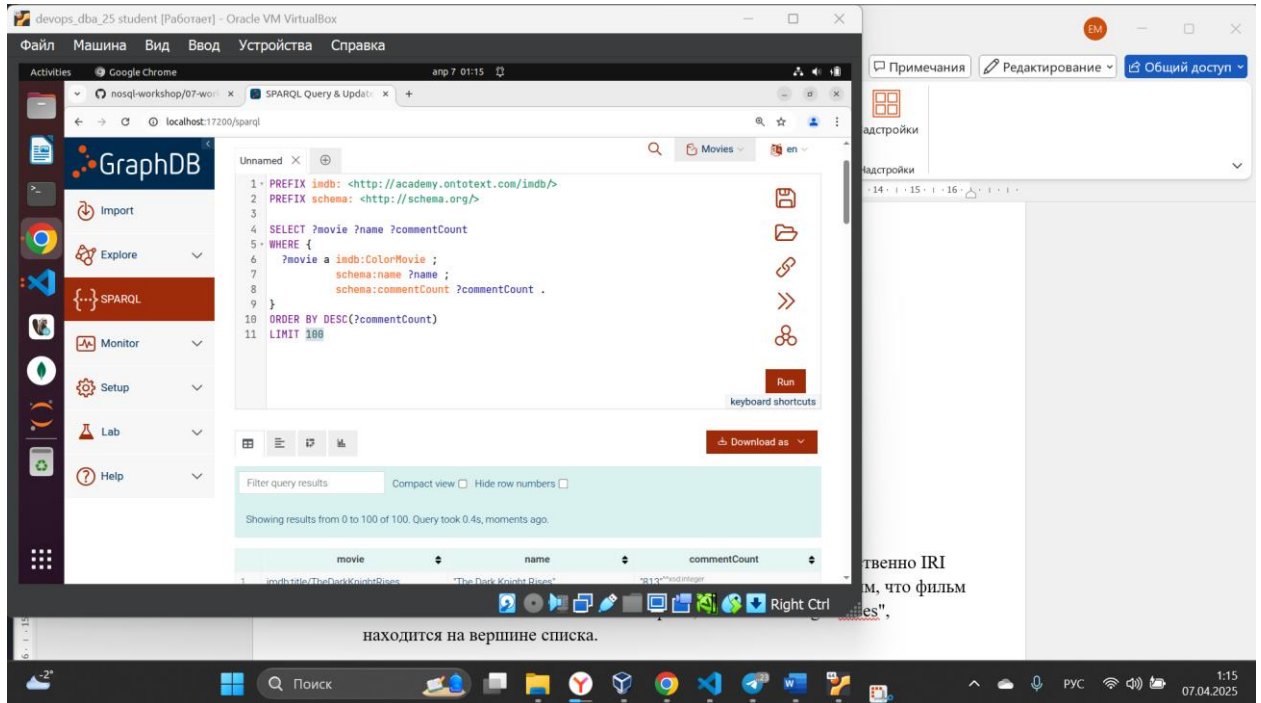 devops_dba_25 student [Работает] - Oracle VM VirtualBox
Файл Машина Вид Ввод Устройства Справка
Activities Google Chrome апр 7 01:15
nosql-workshop/07-wor
SPARQL Query & Updat
localhost:17200/sparql
GraphDB
Import
Explore
SPARQL
Monitor
Setup
Lab
Help
Unnamed
Movies
en
1 PREFIX imdb: <http://academy.ontotext.com/imdb/>
2 PREFIX schema: <http://schema.org/>
3
4 SELECT ?movie ?name ?commentCount
5 WHERE {
6 ?movie a imdb:ColorMovie ;
7 schema:name ?name ;
8 schema:commentCount ?commentCount .
9 }
10 ORDER BY DESC(?commentCount)
11 LIMIT 100
Run
keyboard shortcuts
Download as
Filter query results Compact view Hide row numbers
Showing results from 0 to 100 of 100. Query took 0.4s, moments ago.
movie name commentCount
1 imdb:title/TheDarkKnightRises "The Dark Knight Rises" "813"^^xsd:integer
Right Ctrl
EM
Примечания Редактирование Общий доступ
адстройки
Надстройки
14 15 16
твенно IRI
м, что фильм
es",
находится на вершине списка.
-2°
Поиск
23
РУС
1:15
07.04.2025